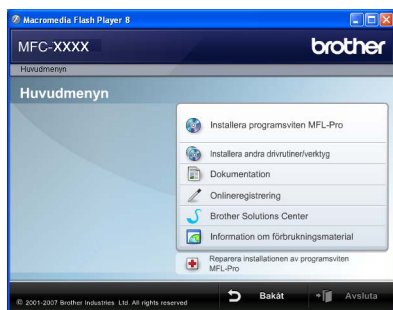 Macromedia Flash Player 8
MFC-XXXX
brother
Huvudmenyn
Huvudmenyn
Installera programsviten MFL-Pro
Installera andra drivrutiner/verktyg
Dokumentation
Onlineregistrering
Brother Solutions Center
Information om förbrukningsmaterial
Reparera installationen av programsviten
MFL-Pro
© 2001-2007 Brother Industries Ltd. All rights reserved
Bakåt
Avsluta